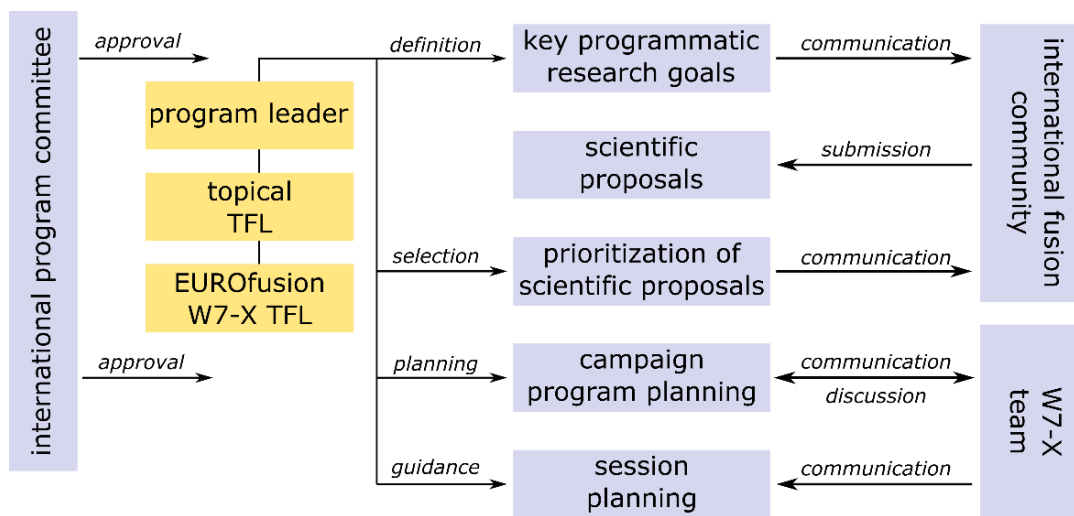 international program committee
approval
program leader
topical
TFL
EUROfusion
W7-X TFL
approval
definition
key programmatic
research goals
communication
scientific
proposals
submission
selection
prioritization of
scientific proposals
communication
international fusion
community
planning
campaign
program planning
communication
discussion
guidance
session
planning
communication
W7-X
team